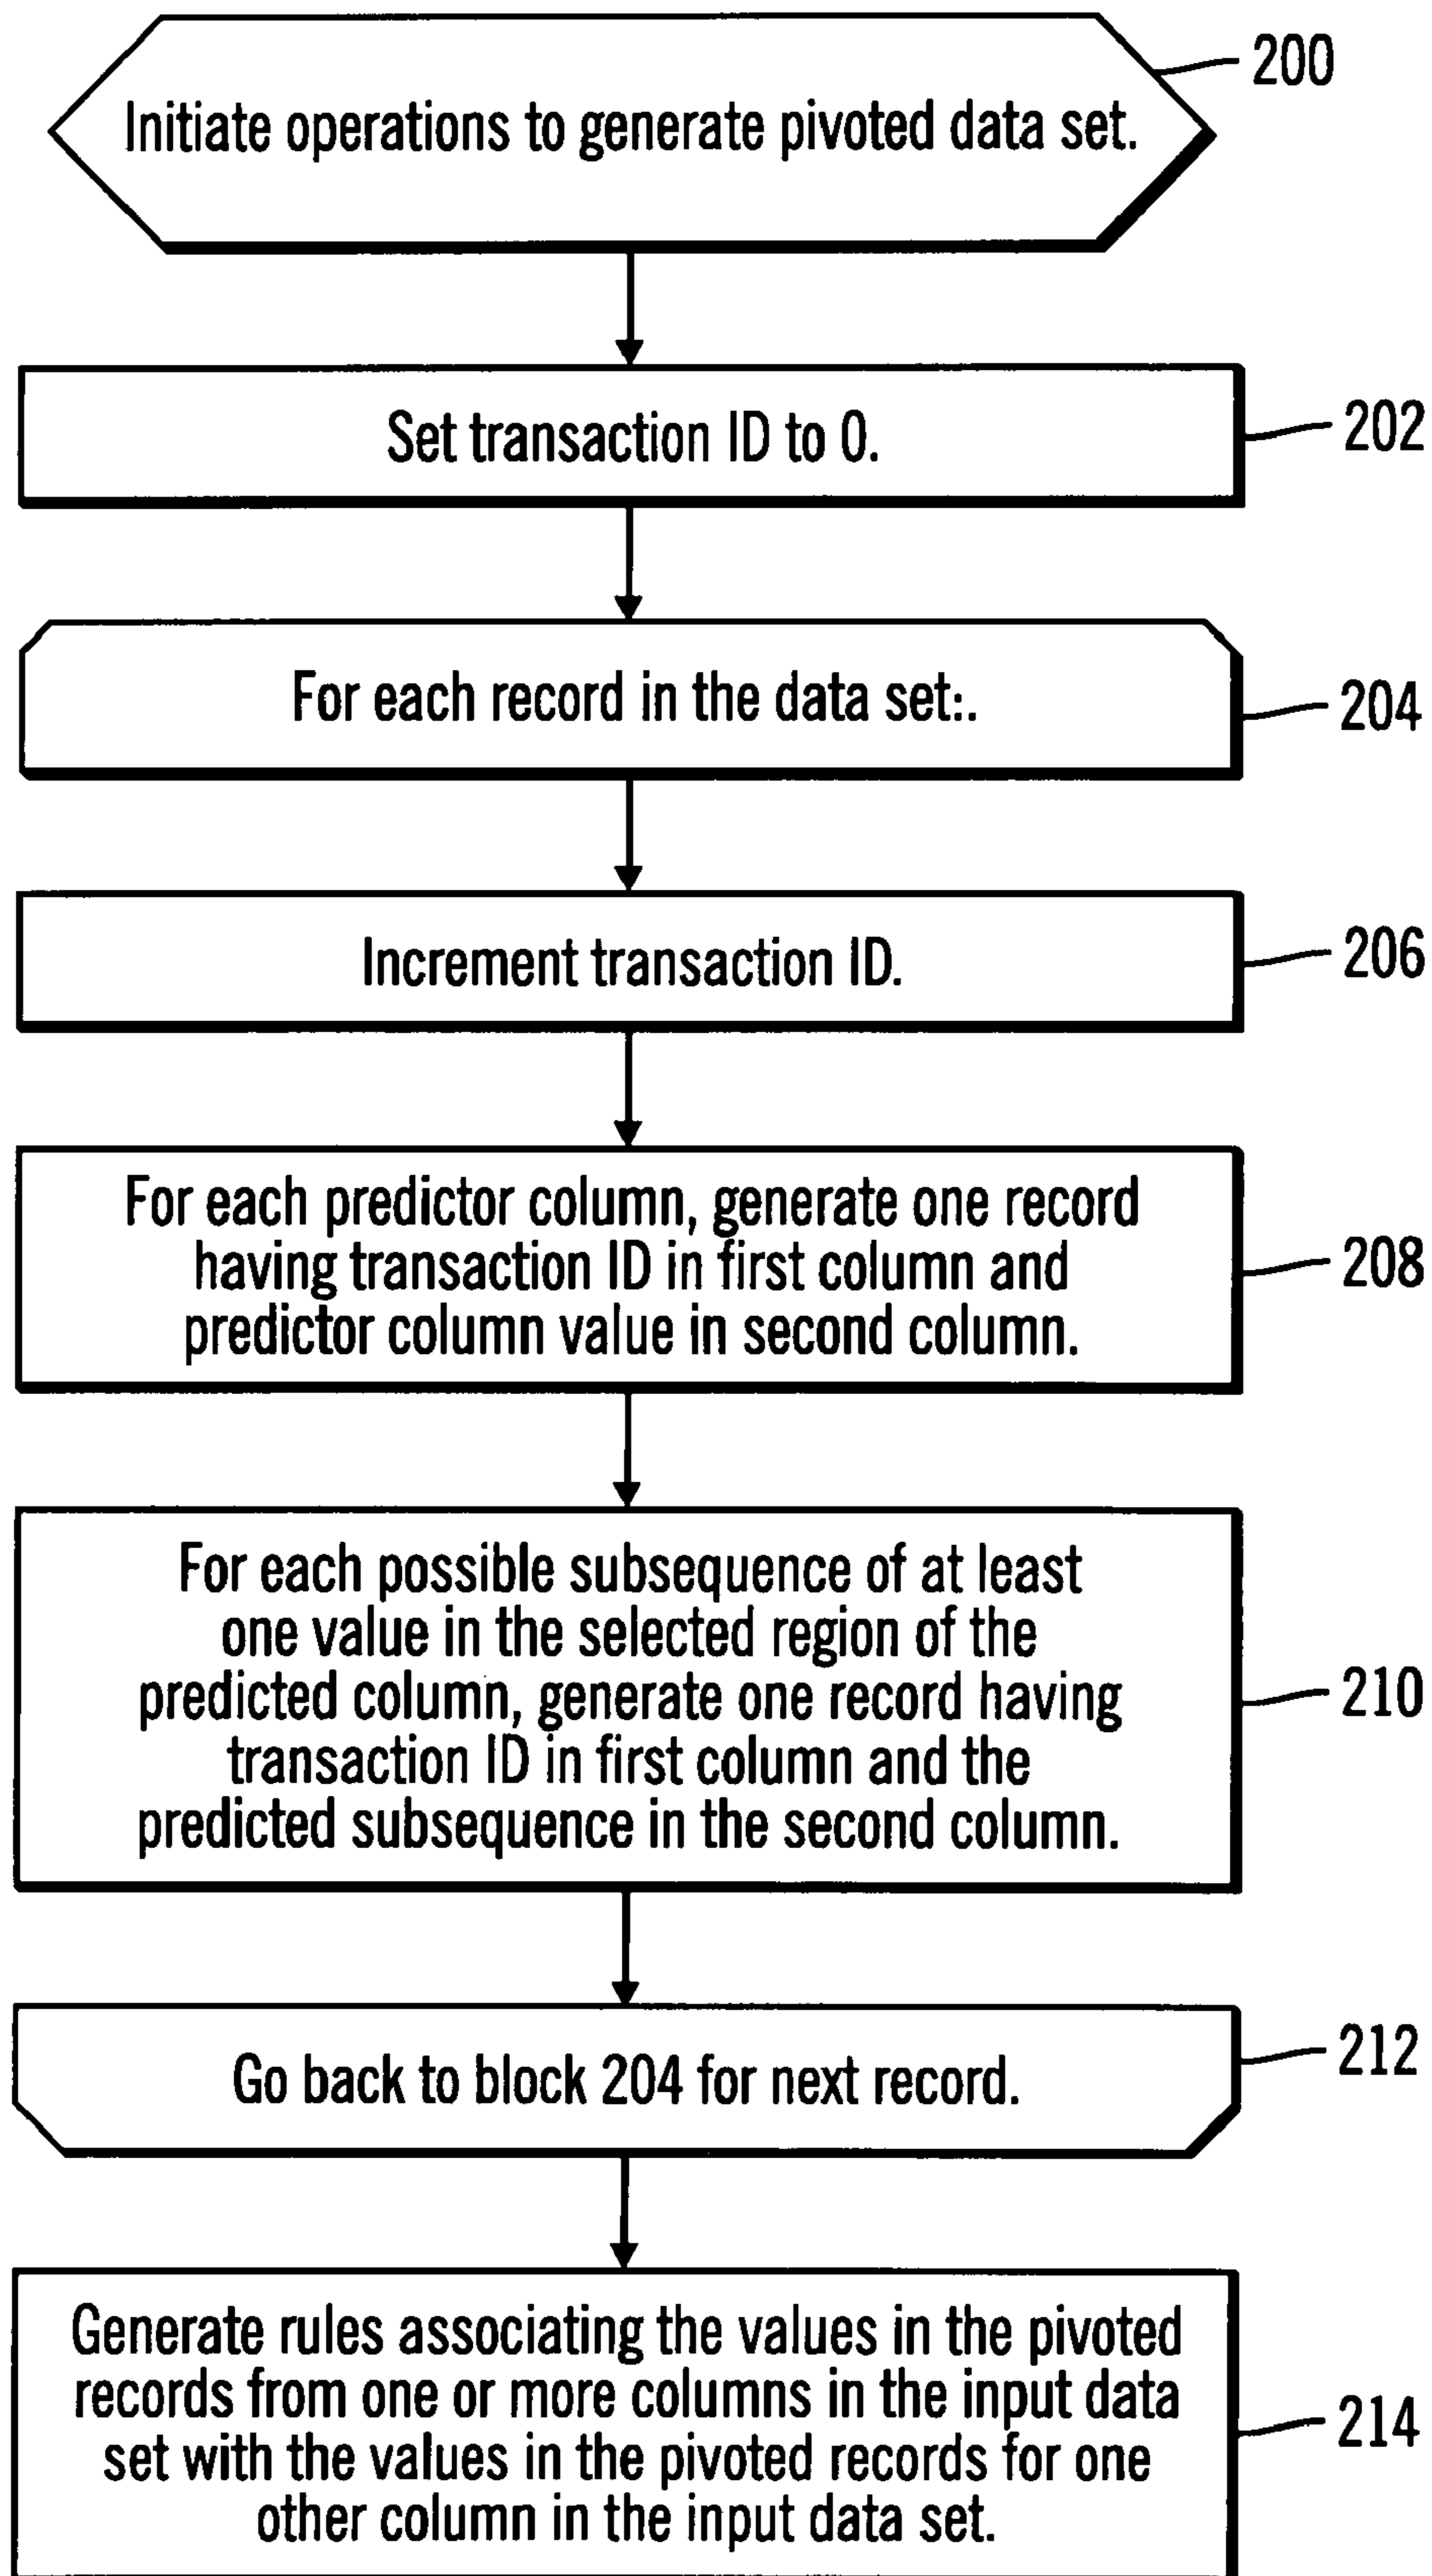 200
Initiate operations to generate pivoted data set.
Set transaction ID to 0.
202
For each record in the data set:.
204
Increment transaction ID.
206
For each predictor column, generate one record
having transaction ID in first column and
predictor column value in second column.
208
For each possible subsequence of at least
one value in the selected region of the
predicted column, generate one record having
transaction ID in first column and the
predicted subsequence in the second column.
210
Go back to block 204 for next record.
212
Generate rules associating the values in the pivoted
records from one or more columns in the input data
set with the values in the pivoted records for one
other column in the input data set.
214